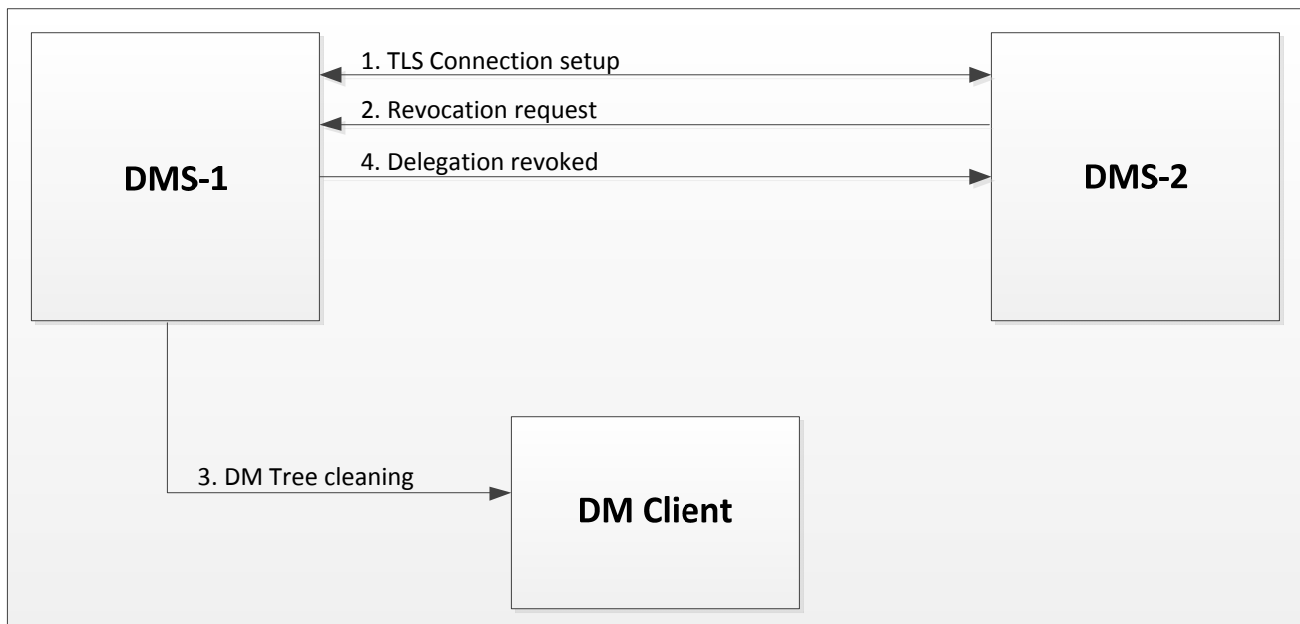 1. TLS Connection setup
2. Revocation request
4. Delegation revoked
DMS-1
DMS-2
3. DM Tree cleaning
DM Client